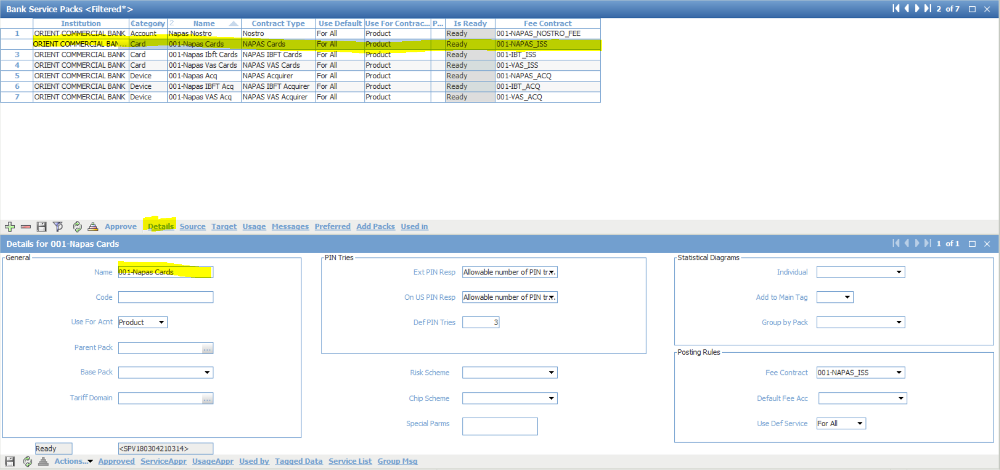 Bank Service Packs <Filtered*> 2 of 7
Institution Category 2 Name Contract Type Use Default Use For Contrac... P... Is Ready Fee Contract
1 ORIENT COMMERCIAL BANK Account Napas Nostro Nostro For All Product Ready 001-NAPAS_NOSTRO_FEE
ORIENT COMMERCIAL BAN... Card 001-Napas Cards NAPAS Cards For All Product Ready 001-NAPAS_ISS
3 ORIENT COMMERCIAL BANK Card 001-Napas Ibft Cards NAPAS IBFT Cards For All Product Ready 001-IBT_ISS
4 ORIENT COMMERCIAL BANK Card 001-Napas Vas Cards NAPAS VAS Cards For All Product Ready 001-VAS_ISS
5 ORIENT COMMERCIAL BANK Device 001-Napas Acq NAPAS Acquirer For All Product Ready 001-NAPAS_ACQ
6 ORIENT COMMERCIAL BANK Device 001-Napas IBFT Acq NAPAS IBFT Acquirer For All Product Ready 001-IBT_ACQ
7 ORIENT COMMERCIAL BANK Device 001-Napas VAS Acq NAPAS VAS Acquirer For All Product Ready 001-VAS_ACQ
Approve Details Source Target Usage Messages Preferred Add Packs Used in
Details for 001-Napas Cards 1 of 1
General
Name 001-Napas Cards
Code
Use For Acnt Product
Parent Pack ...
Base Pack
Tariff Domain ...
PIN Tries
Ext PIN Resp Allowable number of PIN tr...
On US PIN Resp Allowable number of PIN tr...
Def PIN Tries 3
Risk Scheme
Chip Scheme
Special Parms
Statistical Diagrams
Individual
Add to Main Tag
Group by Pack
Posting Rules
Fee Contract 001-NAPAS_ISS
Default Fee Acc
Use Def Service For All
Ready <SPV180304210314>
Actions... Approved ServiceAppr UsageAppr Used by Tagged Data Service List Group Msg